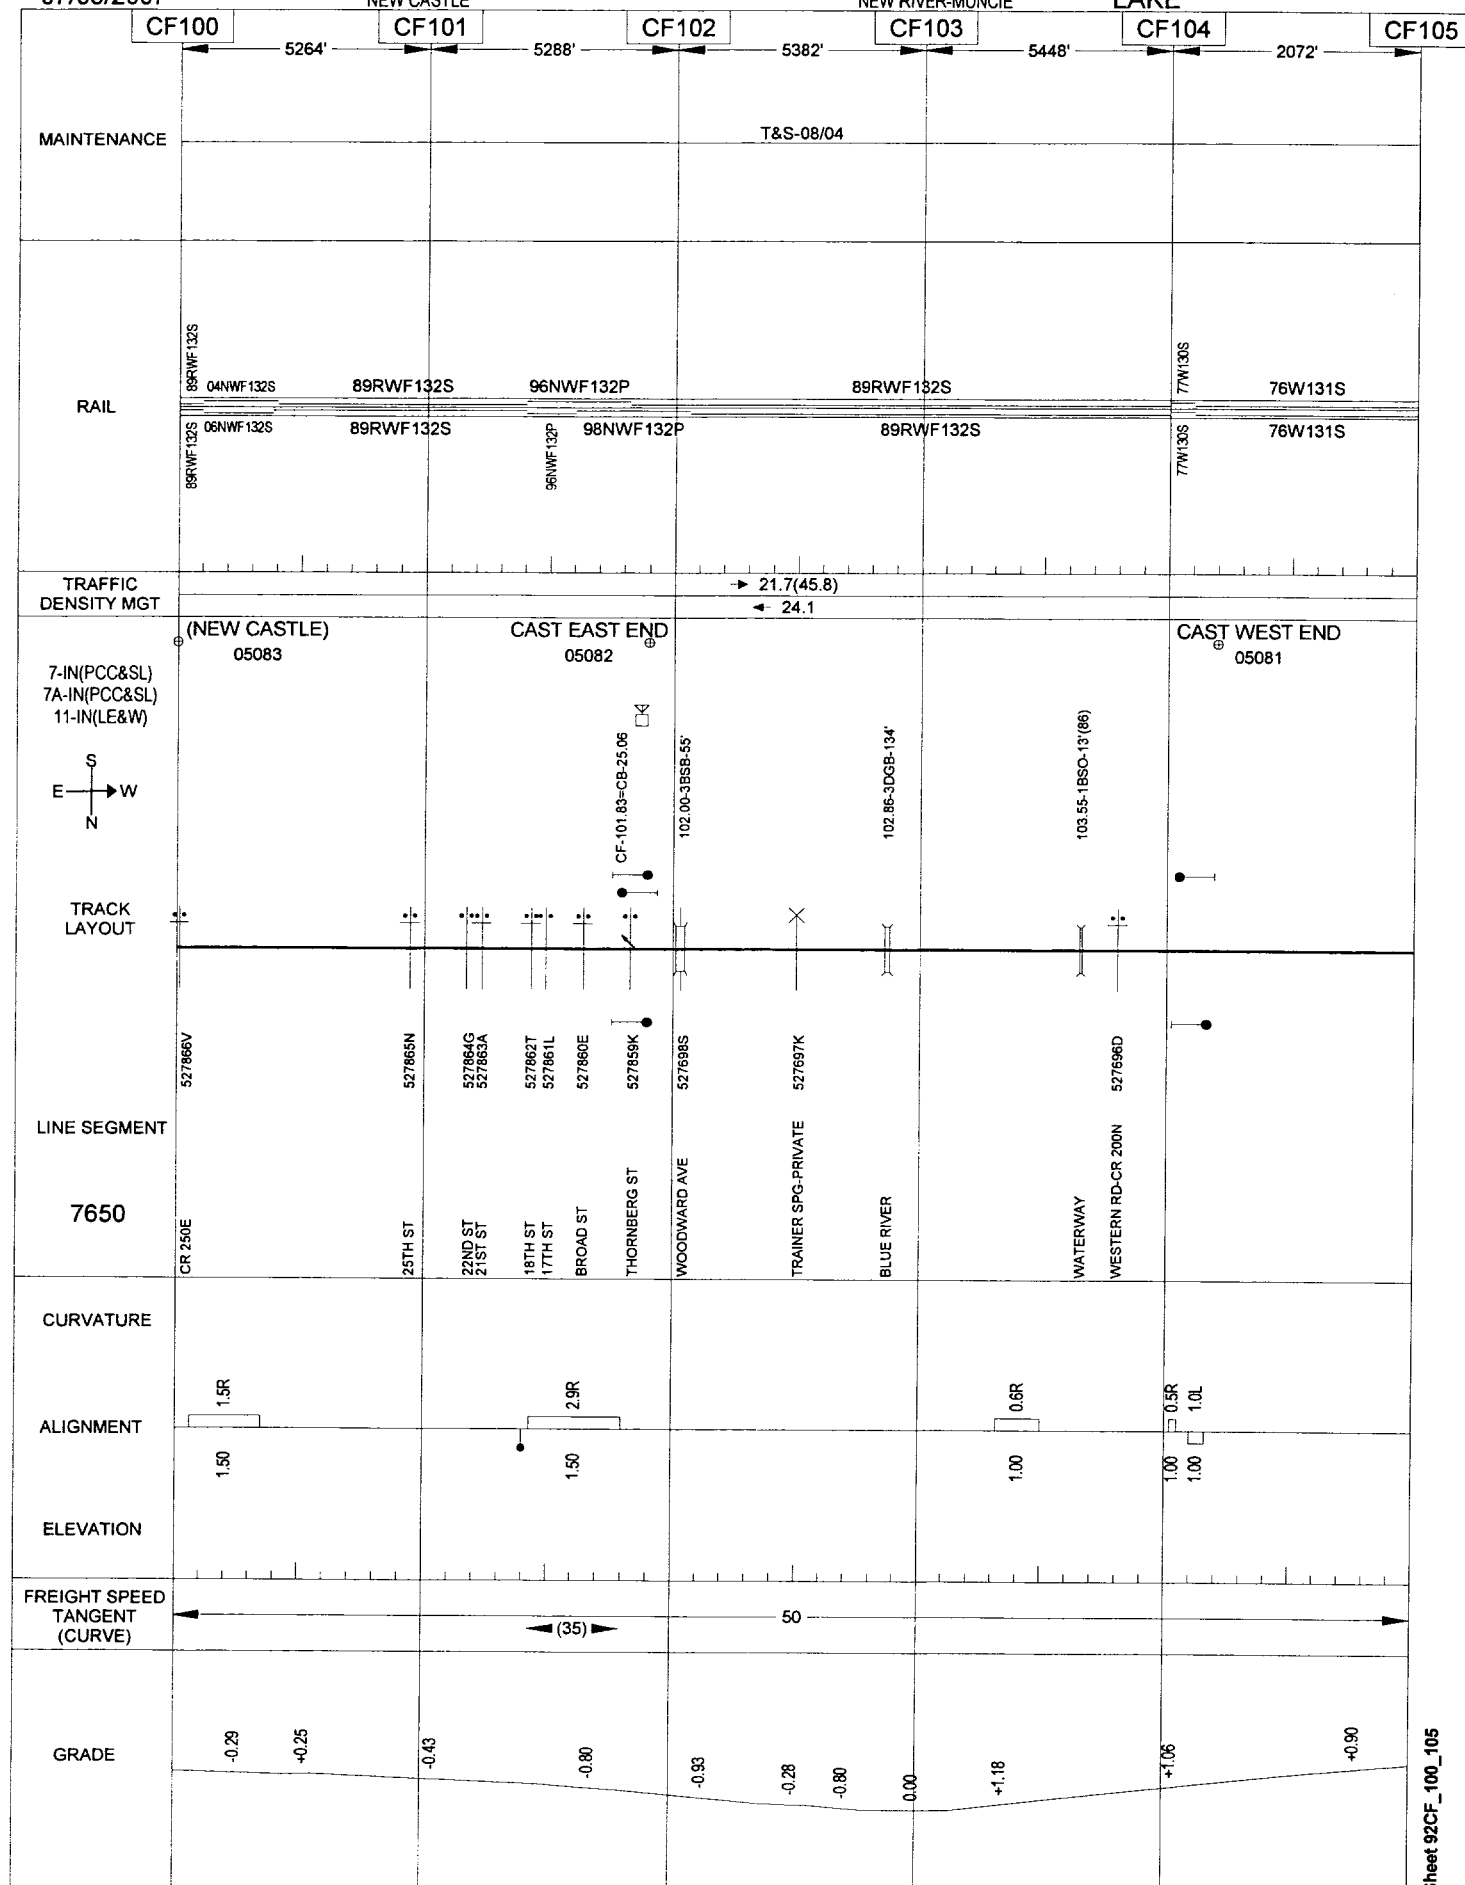 NEW CASTLE
NEW RIVER-MUNCIE
LAKE
CF100
CF101
CF102
CF103
CF104
CF105
5264'
5288'
5382'
5448'
2072'
MAINTENANCE
T&S-08/04
RAIL
89RWF132S
04NWF132S
89RWF132S
96NWF132P
89RWF132S
77W130S
76W131S
89RWF132S
06NWF132S
89RWF132S
96NWF132P
98NWF132P
89RWF132S
77W130S
76W131S
TRAFFIC
DENSITY MGT
21.7(45.8)
24.1
(NEW CASTLE)
05083
CAST EAST END
05082
CAST WEST END
05081
7-IN(PCC&SL)
7A-IN(PCC&SL)
11-IN(LE&W)
S
E
W
N
CF-101.83=CB-25.06
102.00-3BSB-55'
102.86-3DGB-134'
103.55-1BSO-13'(86)
TRACK
LAYOUT
527866V
527865N
527864G
527863A
527862T
527861L
527860E
527859K
527698S
527697K
527696D
LINE SEGMENT
7650
CR 250E
25TH ST
22ND ST
21ST ST
18TH ST
17TH ST
BROAD ST
THORNBERG ST
WOODWARD AVE
TRAINER SPG-PRIVATE
BLUE RIVER
WATERWAY
WESTERN RD-CR 200N
CURVATURE
1.5R
2.9R
0.6R
0.5R
1.0L
ALIGNMENT
1.50
1.50
1.00
1.00
1.00
ELEVATION
FREIGHT SPEED
TANGENT
(CURVE)
50
(35)
GRADE
-0.29
+0.25
-0.43
-0.80
-0.93
-0.28
-0.80
0.00
+1.18
+1.06
+0.90
Sheet 92CF_100_105